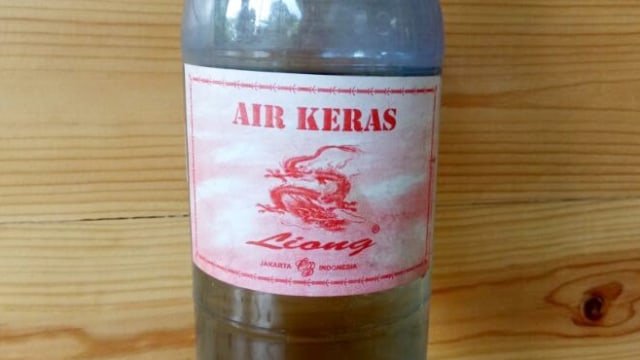 AIR KERAS
Liong ®
JAKARTA INDONESIA